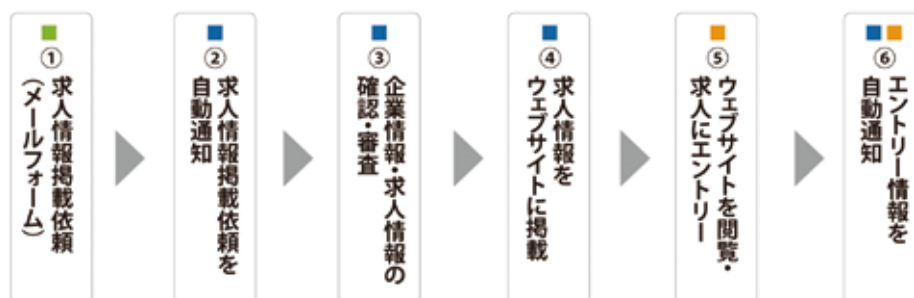 ①
求人情報掲載依頼
(メールフォーム)
②
求人情報掲載依頼を
自動通知
③
企業情報・求人情報の
確認・審査
④
求人情報を
ウェブサイトに掲載
⑤
ウェブサイトを閲覧・
求人にエントリー
⑥
エントリー情報を
自動通知